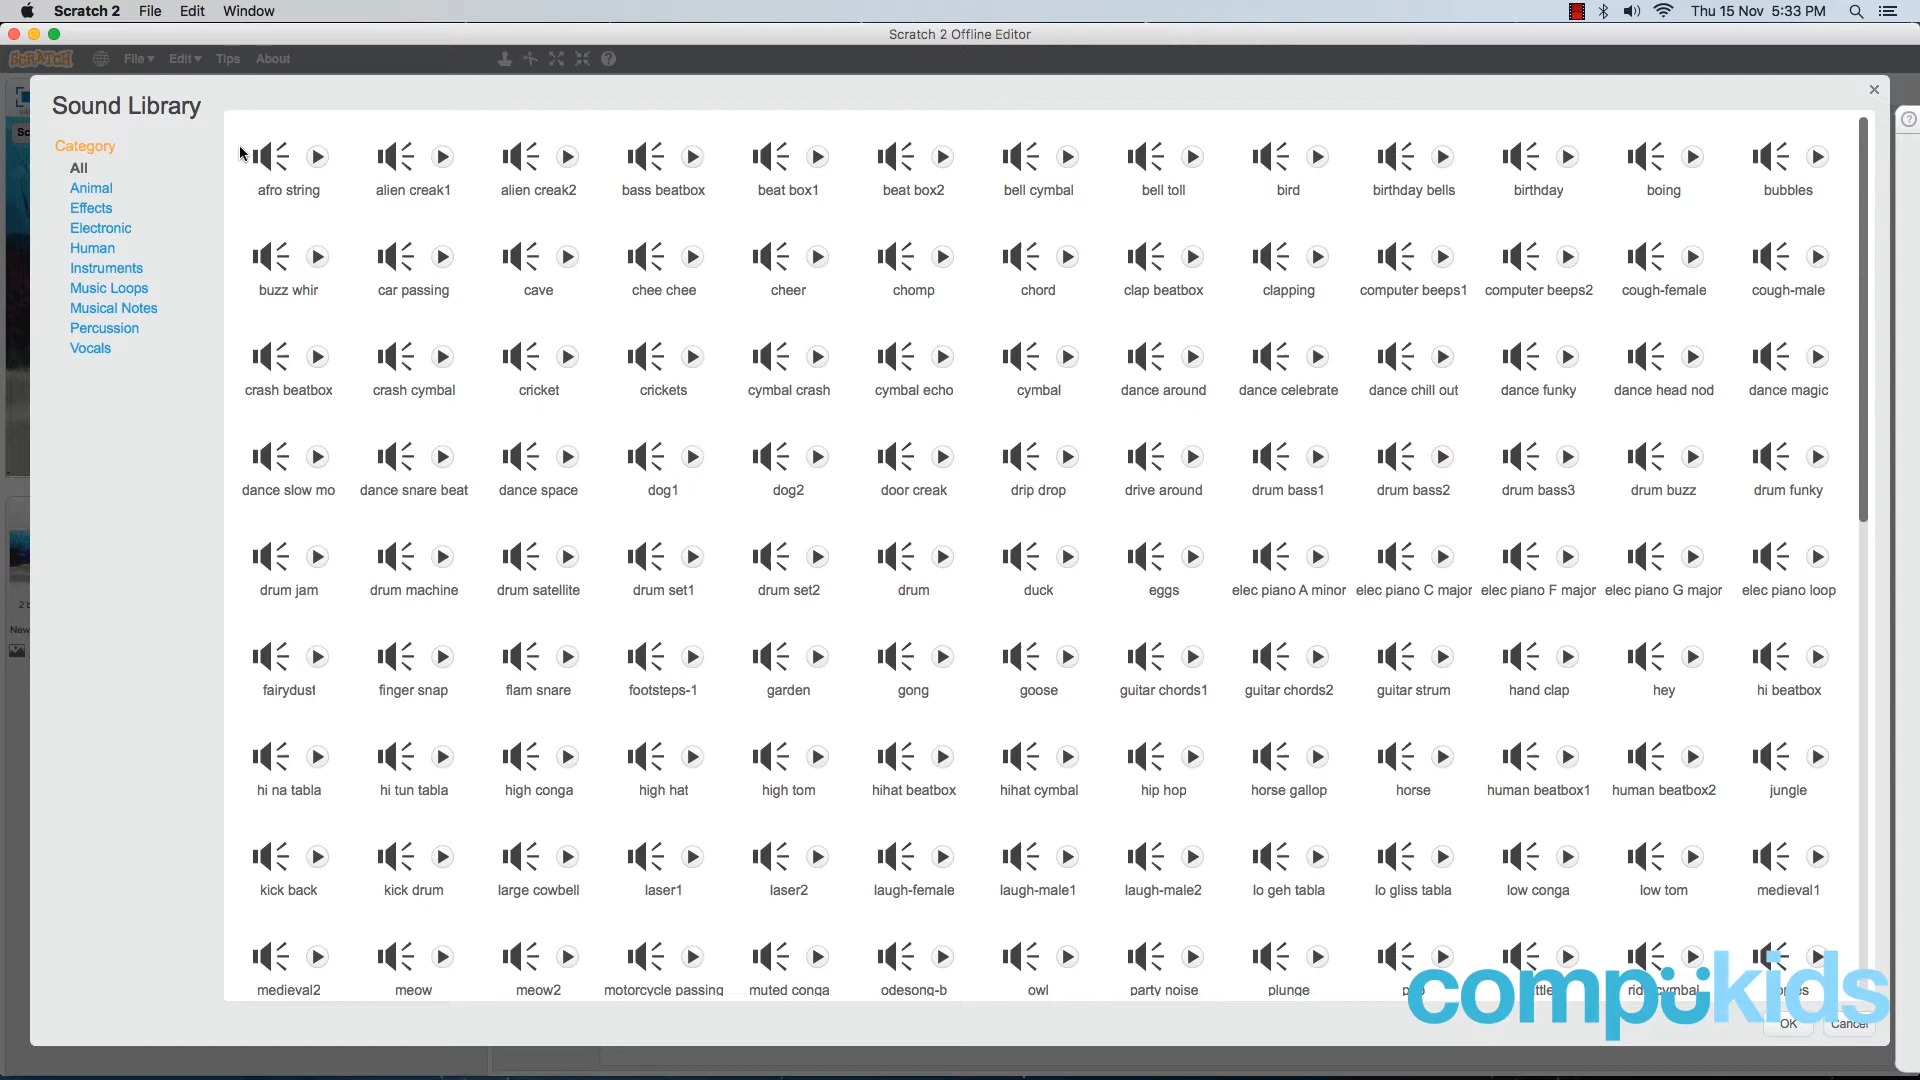 Scratch 2 File Edit Window Thu 15 Nov 5:33 PM
Scratch 2 Offline Editor
SCRATCH File Edit Tips About
Sound Library
Category
All
Animal
Effects
Electronic
Human
Instruments
Music Loops
Musical Notes
Percussion
Vocals
afro string alien creak1 alien creak2 bass beatbox beat box1 beat box2 bell cymbal bell toll bird birthday bells birthday boing bubbles
buzz whir car passing cave chee chee cheer chomp chord clap beatbox clapping computer beeps1 computer beeps2 cough-female cough-male
crash beatbox crash cymbal cricket crickets cymbal crash cymbal echo cymbal dance around dance celebrate dance chill out dance funky dance head nod dance magic
dance slow mo dance snare beat dance space dog1 dog2 door creak drip drop drive around drum bass1 drum bass2 drum bass3 drum buzz drum funky
drum jam drum machine drum satellite drum set1 drum set2 drum duck eggs elec piano A minor elec piano C major elec piano F major elec piano G major elec piano loop
fairydust finger snap flam snare footsteps-1 garden gong goose guitar chords1 guitar chords2 guitar strum hand clap hey hi beatbox
hi na tabla hi tun tabla high conga high hat high tom hihat beatbox hihat cymbal hip hop horse gallop horse human beatbox1 human beatbox2 jungle
kick back kick drum large cowbell laser1 laser2 laugh-female laugh-male1 laugh-male2 lo geh tabla lo gliss tabla low conga low tom medieval1
medieval2 meow meow2 motorcycle passing muted conga odesong-b owl party noise plunge
compukids
OK Cancel
New